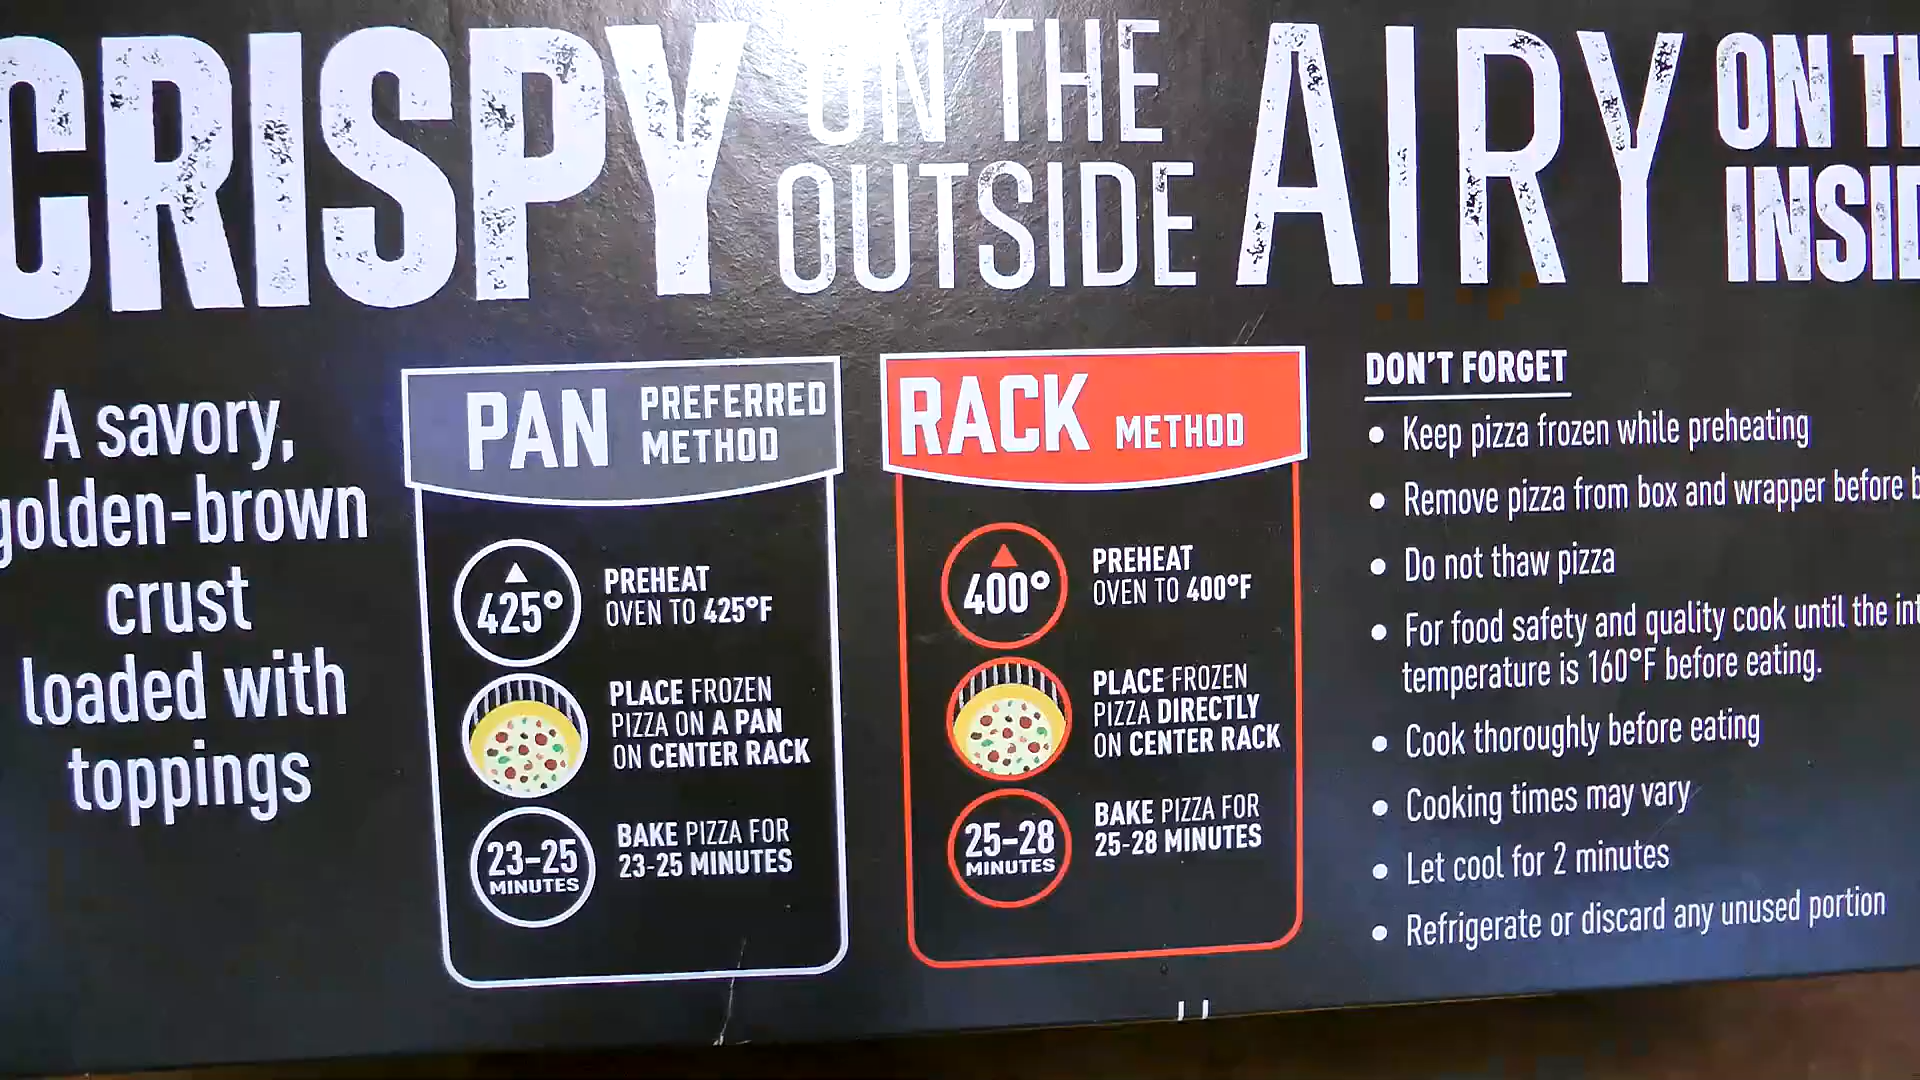 CRISPY ON THE OUTSIDE AIRY ON
A savory,
golden-brown
crust
loaded with
toppings
PAN PREFERRED METHOD
425°
PREHEAT
OVEN TO 425°F
PLACE FROZEN
PIZZA ON A PAN
ON CENTER RACK
23-25
MINUTES
BAKE PIZZA FOR
23-25 MINUTES
RACK METHOD
400°
PREHEAT
OVEN TO 400°F
PLACE FROZEN
PIZZA DIRECTLY
ON CENTER RACK
25-28
MINUTES
BAKE PIZZA FOR
25-28 MINUTES
DON'T FORGET
• Keep pizza frozen while preheating
• Remove pizza from box and wrapper before
• Do not thaw pizza
• For food safety and quality cook until the
temperature is 160°F before eating.
• Cook thoroughly before eating
• Cooking times may vary
• Let cool for 2 minutes
• Refrigerate or discard any unused portion